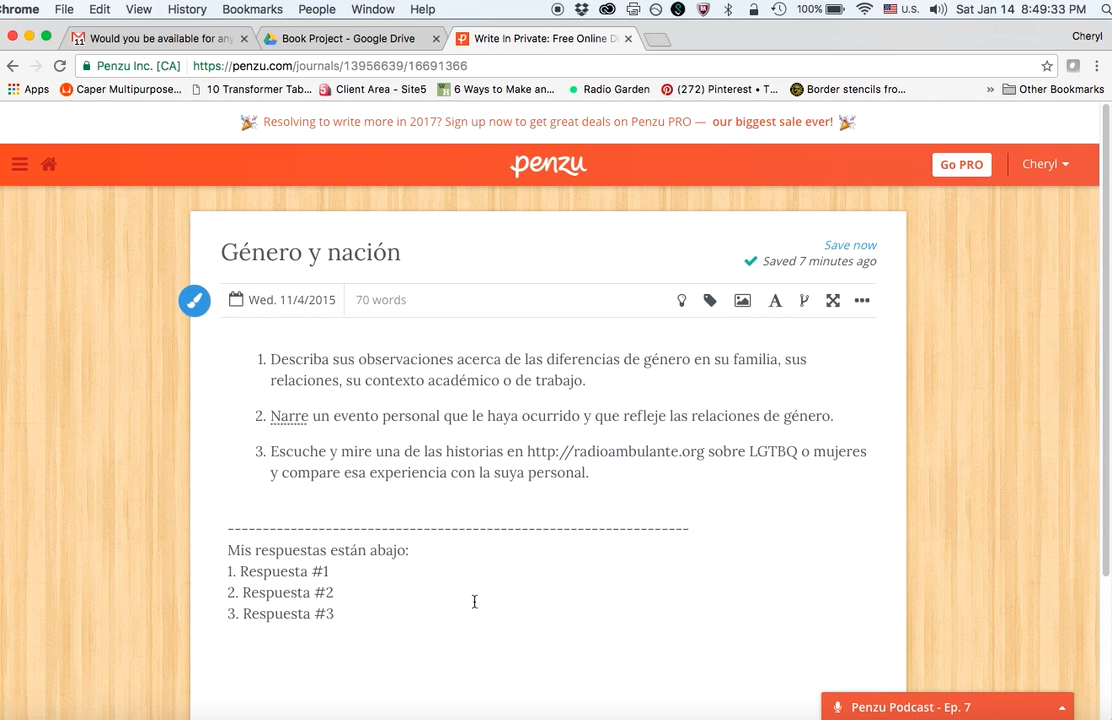 Chrome File Edit View History Bookmarks People Window Help 100% U.S. Sat Jan 14 8:49:33 PM
11 Would you be available for any Book Project - Google Drive Write In Private: Free Online Di Cheryl
Penzu Inc. [CA] https://penzu.com/journals/13956639/16691366
Apps Caper Multipurpose... 10 Transformer Tab... Client Area - Site5 6 Ways to Make an... Radio Garden (272) Pinterest • T... Border stencils fro... » Other Bookmarks
Resolving to write more in 2017? Sign up now to get great deals on Penzu PRO — our biggest sale ever!
penzu Go PRO Cheryl
Género y nación
Save now
Saved 7 minutes ago
Wed. 11/4/2015 70 words A
1. Describa sus observaciones acerca de las diferencias de género en su familia, sus
relaciones, su contexto académico o de trabajo.
2. Narre un evento personal que le haya ocurrido y que refleje las relaciones de género.
3. Escuche y mire una de las historias en http://radioambulante.org sobre LGTBQ o mujeres
y compare esa experiencia con la suya personal.
------------------------------------------------------------------
Mis respuestas están abajo:
1. Respuesta #1
2. Respuesta #2
3. Respuesta #3
Penzu Podcast - Ep. 7